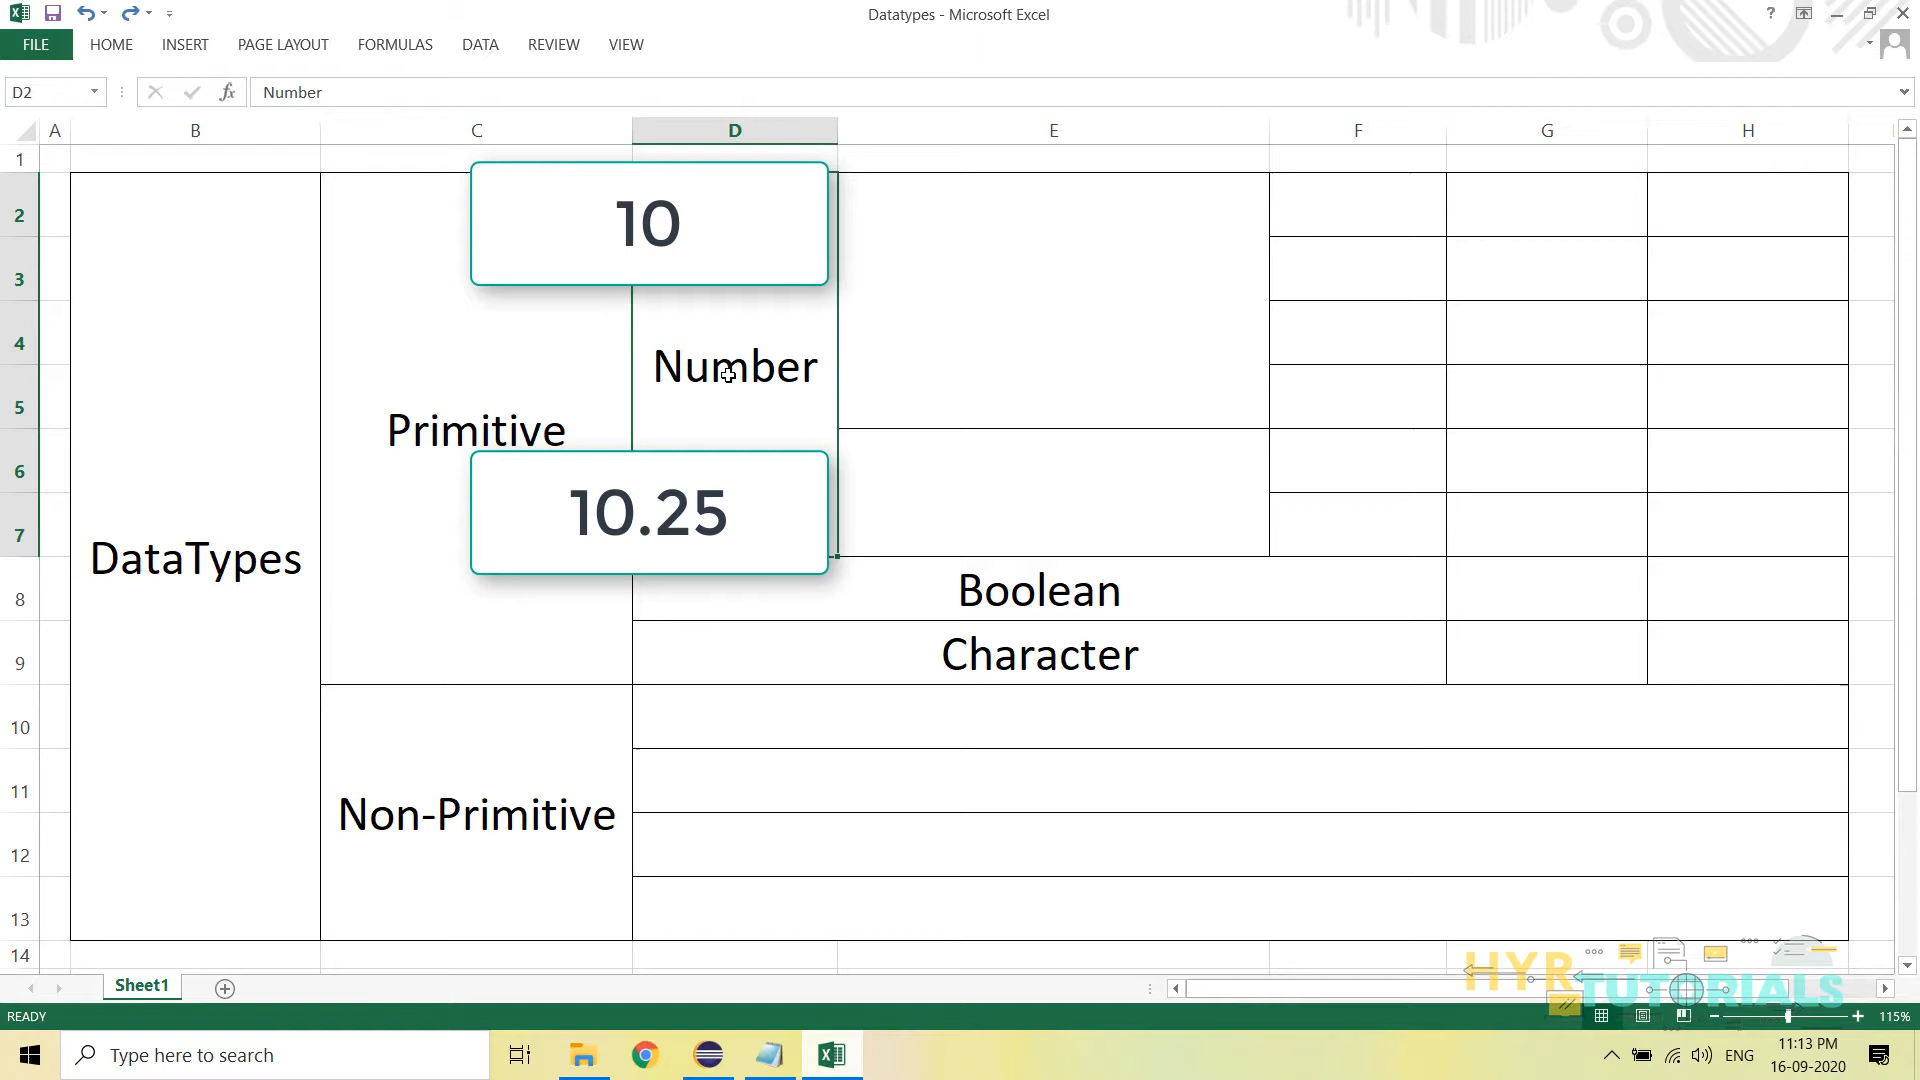 Datatypes - Microsoft Excel
?
FILE HOME INSERT PAGE LAYOUT FORMULAS DATA REVIEW VIEW
D2 fx Number
A B C D E F G H
1
2
3
4
5
6
7
8
9
10
11
12
13
14
10
Number
Primitive
10.25
DataTypes
Boolean
Character
Non-Primitive
HYR TUTORIALS
Sheet1
READY
115%
Type here to search
ENG
11:13 PM
16-09-2020